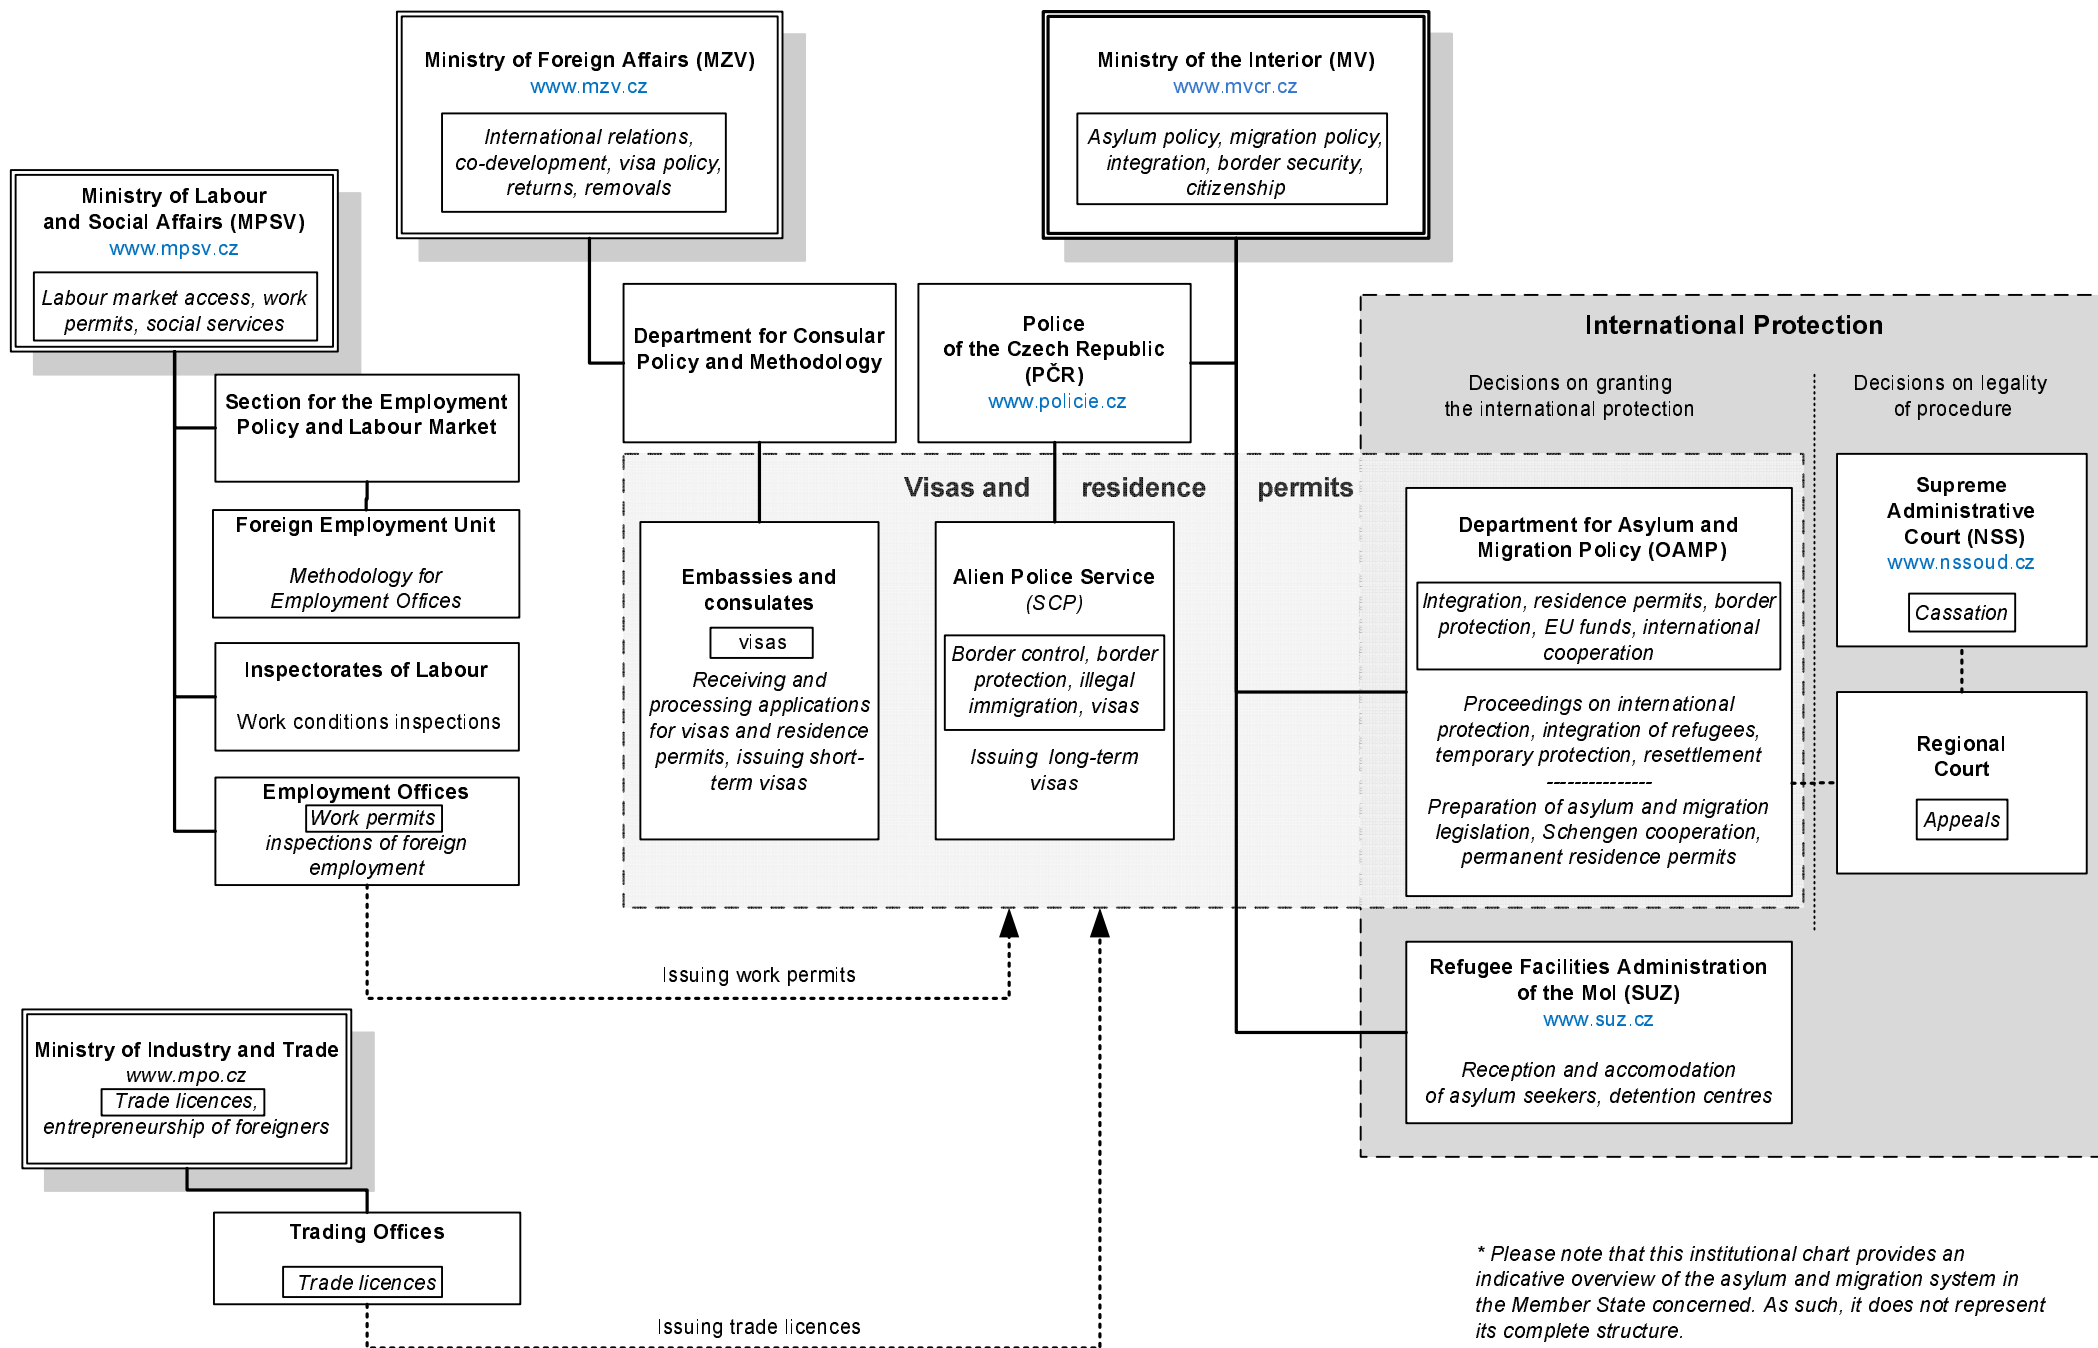 Ministry of Foreign Affairs (MZV)
www.mzv.cz
International relations,
co-development, visa policy,
returns, removals
Ministry of the Interior (MV)
www.mvcr.cz
Asylum policy, migration policy,
integration, border security,
citizenship
Ministry of Labour
and Social Affairs (MPSV)
www.mpsv.cz
Labour market access, work
permits, social services
Section for the Employment
Policy and Labour Market
Foreign Employment Unit
Methodology for
Employment Offices
Inspectorates of Labour
Work conditions inspections
Employment Offices
Work permits
inspections of foreign
employment
Department for Consular
Policy and Methodology
Police
of the Czech Republic
(PČR)
www.policie.cz
International Protection
Decisions on granting
the international protection
Decisions on legality
of procedure
Visas and residence permits
Embassies and
consulates
visas
Receiving and
processing applications
for visas and residence
permits, issuing short-
term visas
Alien Police Service
(SCP)
Border control, border
protection, illegal
immigration, visas
Issuing long-term
visas
Department for Asylum and
Migration Policy (OAMP)
Integration, residence permits, border
protection, EU funds, international
cooperation
Proceedings on international
protection, integration of refugees,
temporary protection, resettlement
---------------
Preparation of asylum and migration
legislation, Schengen cooperation,
permanent residence permits
Supreme
Administrative
Court (NSS)
www.nssoud.cz
Cassation
Regional
Court
Appeals
Refugee Facilities Administration
of the MoI (SUZ)
www.suz.cz
Reception and accomodation
of asylum seekers, detention centres
Issuing work permits
Ministry of Industry and Trade
www.mpo.cz
Trade licences,
entrepreneurship of foreigners
Trading Offices
Trade licences
Issuing trade licences
* Please note that this institutional chart provides an
indicative overview of the asylum and migration system in
the Member State concerned. As such, it does not represent
its complete structure.